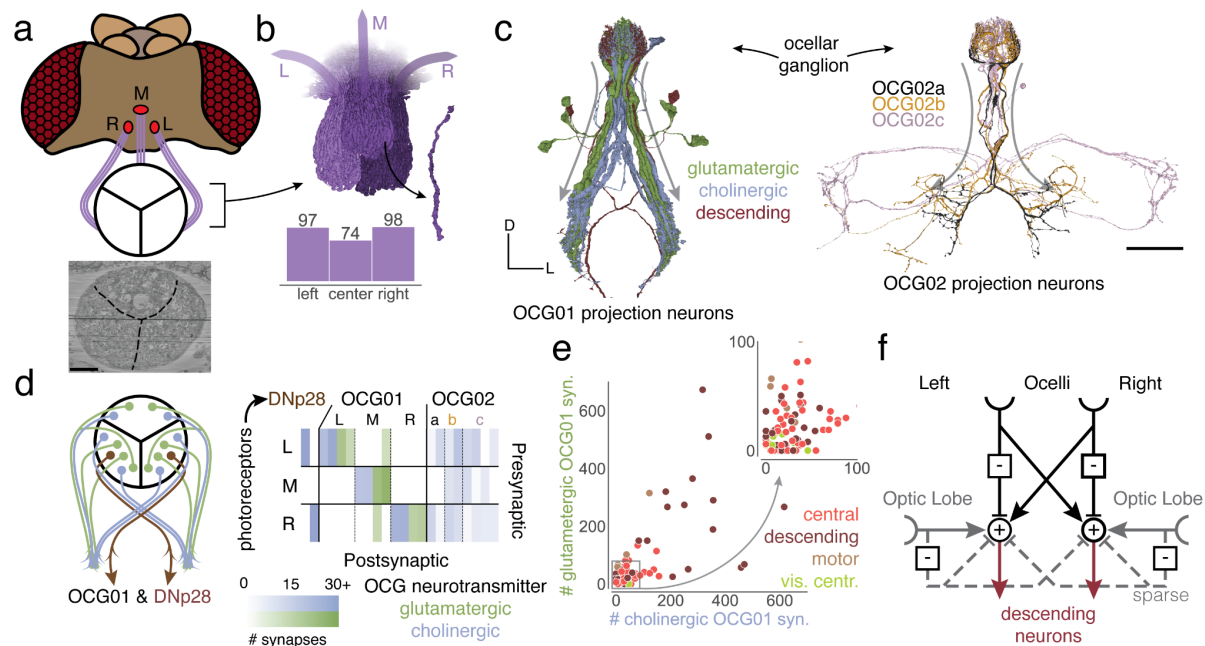 a
M
R
L
b
M
L
R
97
74
98
left
center
right
c
ocellar
ganglion
glutamatergic
cholinergic
descending
D
L
OCG01 projection neurons
OCG02a
OCG02b
OCG02c
OCG02 projection neurons
d
OCG01 & DNp28
photoreceptors
DNp28
OCG01
OCG02
L
M
R
a
b
c
L
M
R
Presynaptic
Postsynaptic
0
15
30+
# synapses
OCG neurotransmitter
glutamatergic
cholinergic
e
# glutametergic OCG01 syn.
600
400
200
0
0
200
400
600
# cholinergic OCG01 syn.
100
0
0
100
central
descending
motor
vis. centr.
f
Left
Ocelli
Right
-
-
Optic Lobe
Optic Lobe
+
+
-
-
sparse
descending
neurons